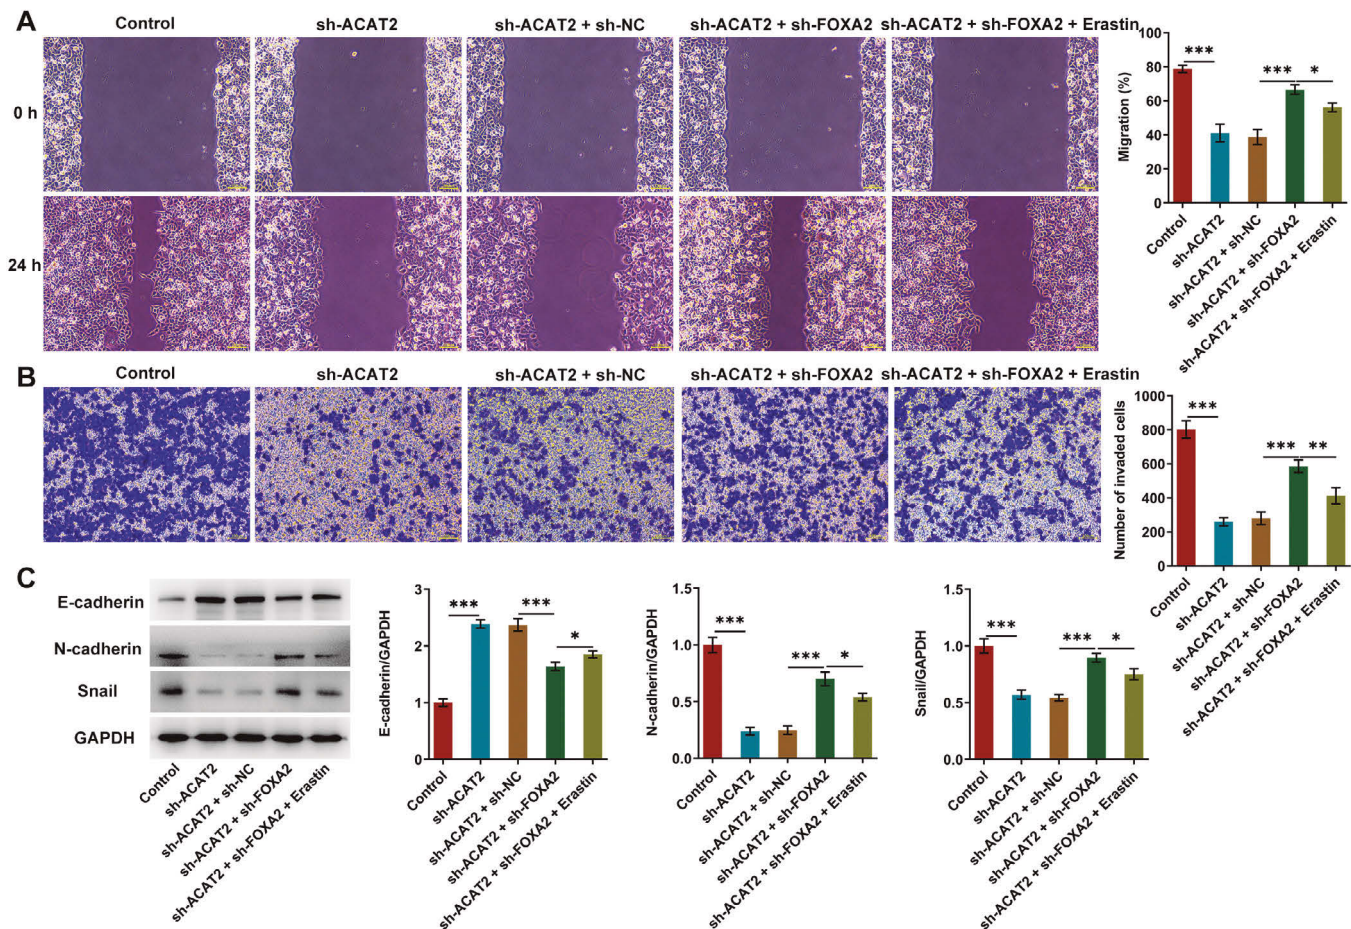 A
Control
sh-ACAT2
sh-ACAT2 + sh-NC
sh-ACAT2 + sh-FOXA2
sh-ACAT2 + sh-FOXA2 + Erastin
0 h
24 h
Migration (%)
100
80
60
40
20
0
***
***
*
Control
sh-ACAT2
sh-ACAT2 + sh-NC
sh-ACAT2 + sh-FOXA2
sh-ACAT2 + sh-FOXA2 + Erastin
B
Control
sh-ACAT2
sh-ACAT2 + sh-NC
sh-ACAT2 + sh-FOXA2
sh-ACAT2 + sh-FOXA2 + Erastin
Number of invaded cells
1000
800
600
400
200
0
***
***
**
Control
sh-ACAT2
sh-ACAT2 + sh-NC
sh-ACAT2 + sh-FOXA2
sh-ACAT2 + sh-FOXA2 + Erastin
C
E-cadherin
N-cadherin
Snail
GAPDH
Control
sh-ACAT2
sh-ACAT2 + sh-NC
sh-ACAT2 + sh-FOXA2
sh-ACAT2 + sh-FOXA2 + Erastin
E-cadherin/GAPDH
3
2
1
0
***
***
*
Control
sh-ACAT2
sh-ACAT2 + sh-NC
sh-ACAT2 + sh-FOXA2
sh-ACAT2 + sh-FOXA2 + Erastin
N-cadherin/GAPDH
1.5
1.0
0.5
0.0
***
***
*
Control
sh-ACAT2
sh-ACAT2 + sh-NC
sh-ACAT2 + sh-FOXA2
sh-ACAT2 + sh-FOXA2 + Erastin
Snail/GAPDH
1.5
1.0
0.5
0.0
***
***
*
Control
sh-ACAT2
sh-ACAT2 + sh-NC
sh-ACAT2 + sh-FOXA2
sh-ACAT2 + sh-FOXA2 + Erastin